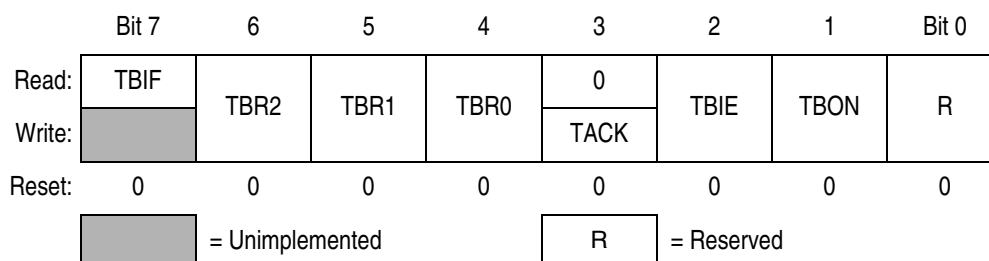 Bit 7 6 5 4 3 2 1 Bit 0
Read: TBIF TBR2 TBR1 TBR0 0 TBIE TBON R
Write: TACK
Reset: 0 0 0 0 0 0 0 0
= Unimplemented R = Reserved